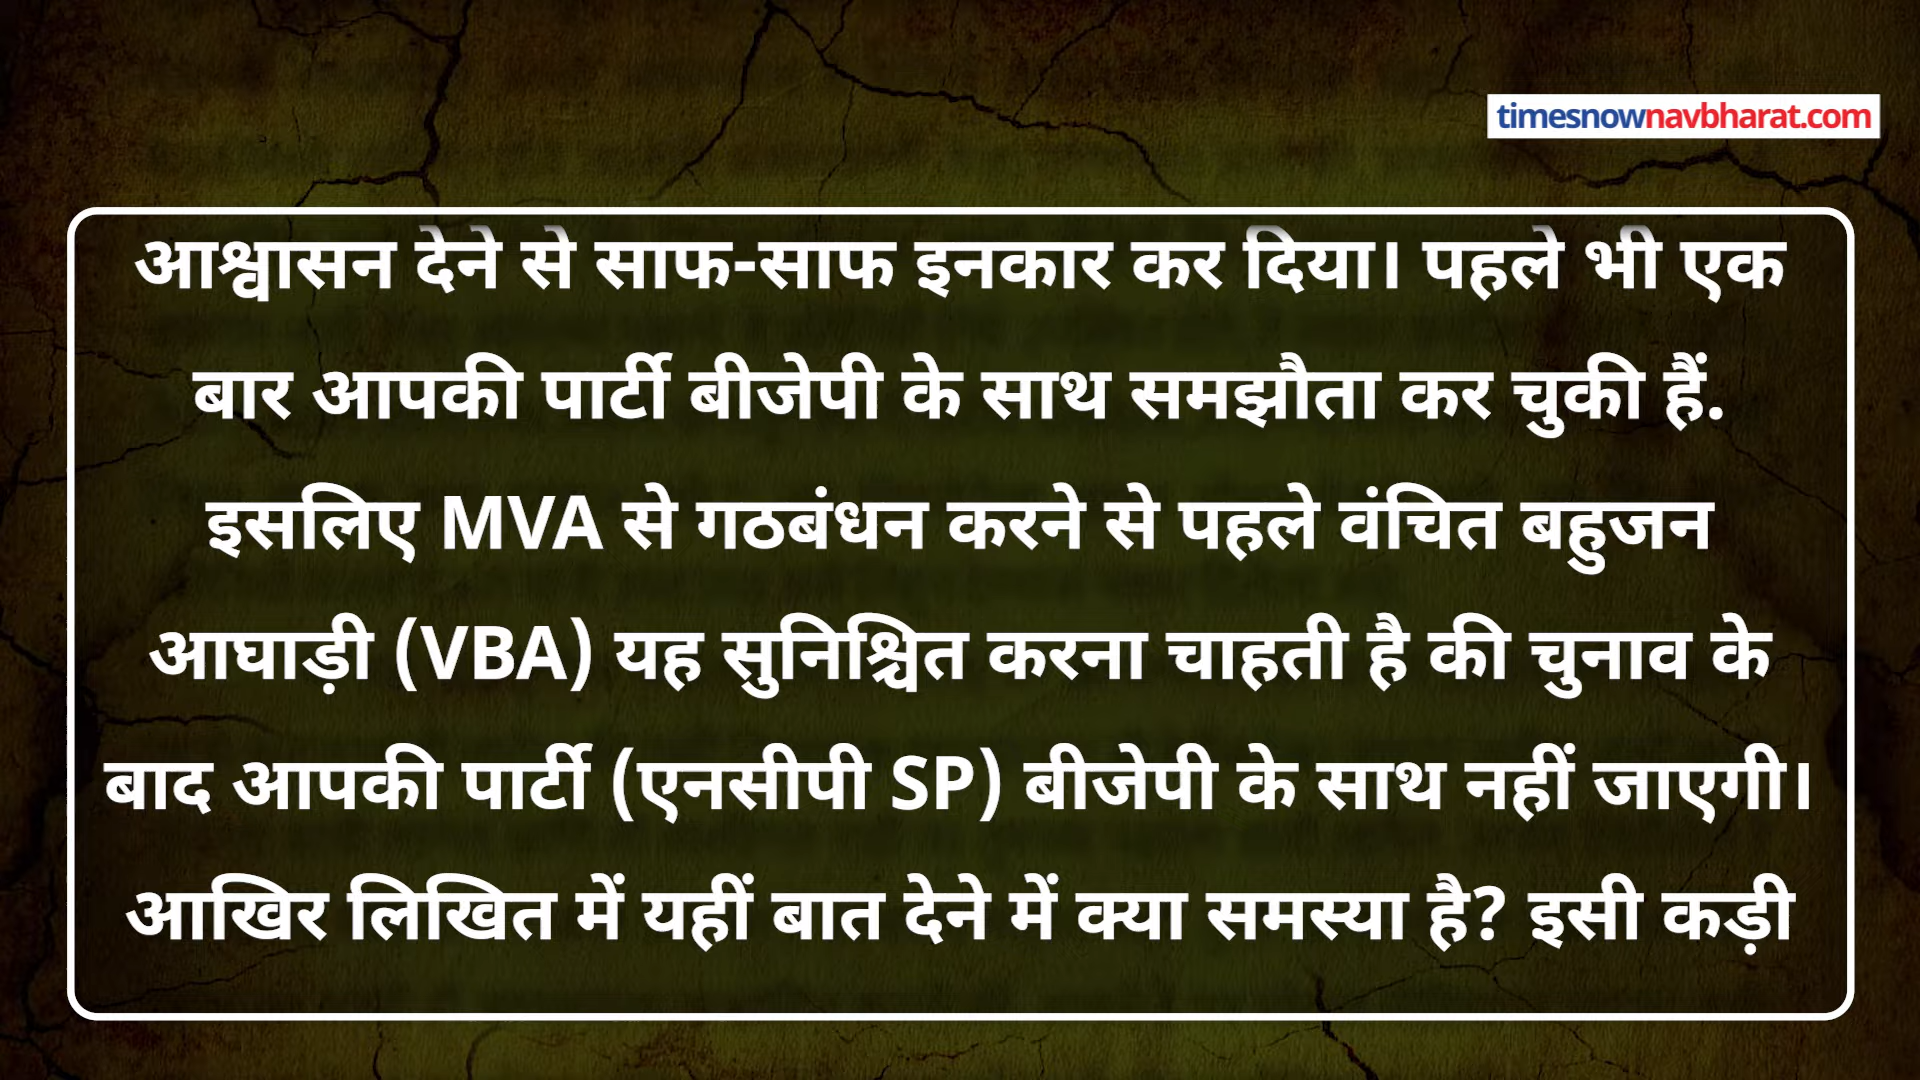 timesnownavbharat.com
आश्वासन देने से साफ-साफ इनकार कर दिया। पहले भी एक
बार आपकी पार्टी बीजेपी के साथ समझौता कर चुकी हैं.
इसलिए MVA से गठबंधन करने से पहले वंचित बहुजन
आघाड़ी (VBA) यह सुनिश्चित करना चाहती है की चुनाव के
बाद आपकी पार्टी (एनसीपी SP) बीजेपी के साथ नहीं जाएगी।
आखिर लिखित में यहीं बात देने में क्या समस्या है? इसी कड़ी